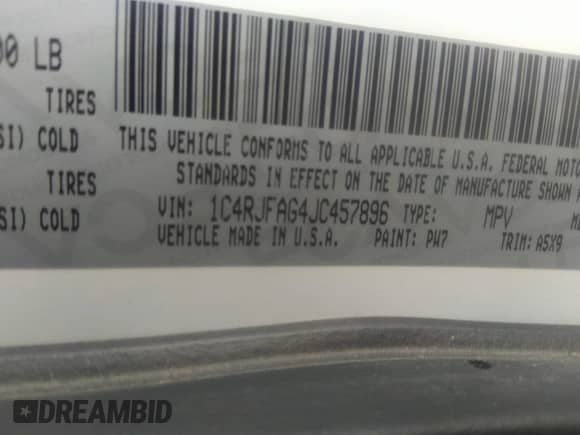 00 LB
TIRES
SI) COLD
TIRES
SI) COLD
THIS VEHICLE CONFORMS TO ALL APPLICABLE U.S.A. FEDERAL MOTO
STANDARDS IN EFFECT ON THE DATE OF MANUFACTURE SHOWN
VIN: 1C4RJFAG4JC457896 TYPE: MPV
VEHICLE MADE IN U.S.A. PAINT: PW7 TRIM: A5X9
DREAMBID